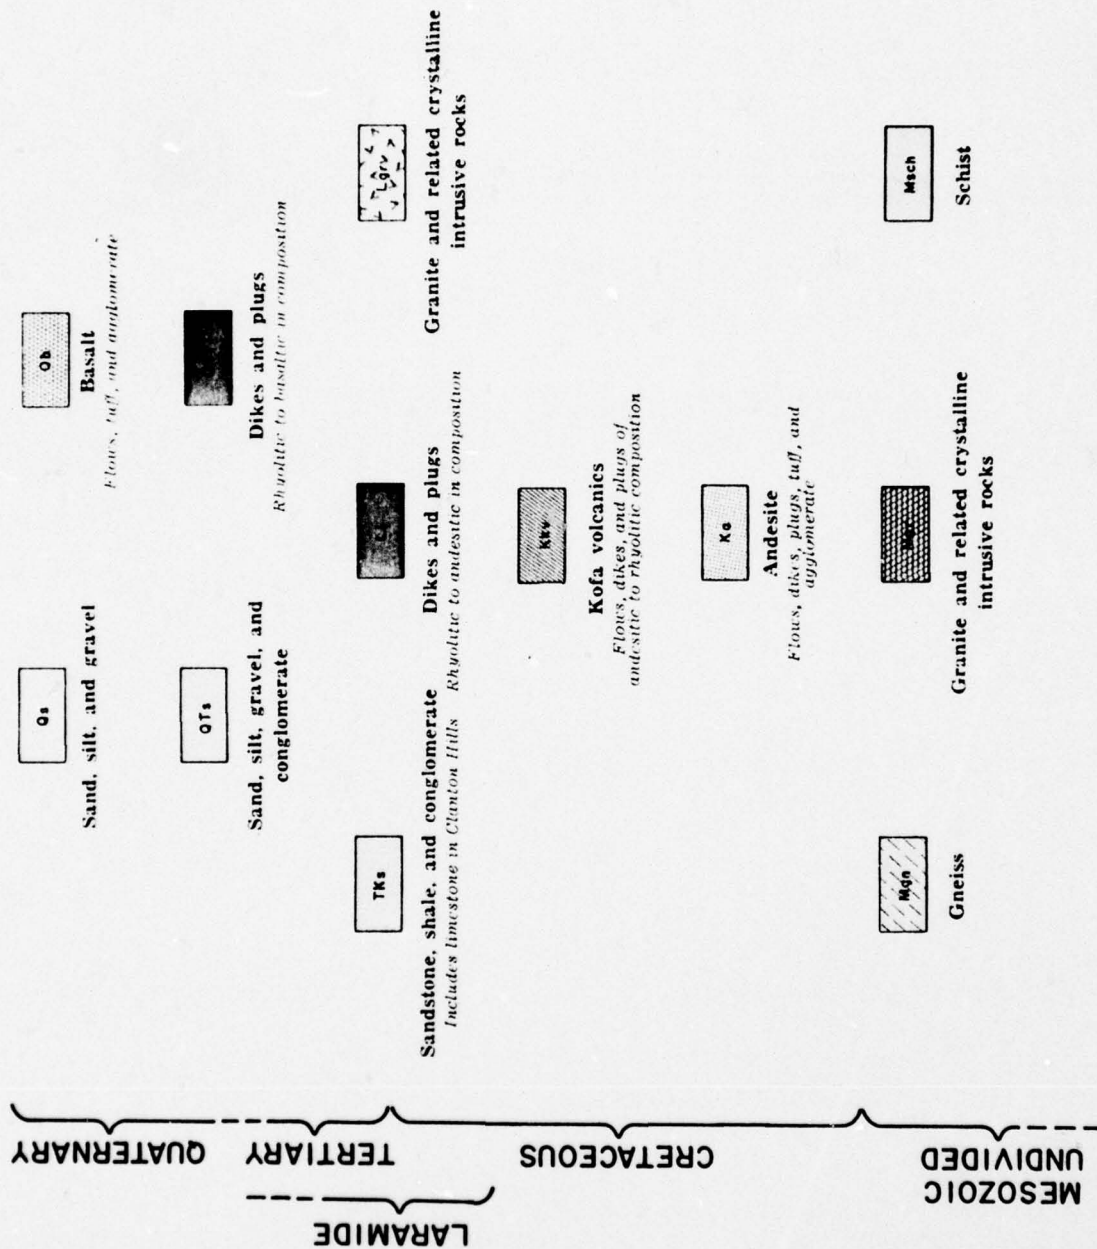 Qs
Sand, silt, and gravel
Qb
Basalt
Flows, tuff, and agglomerate
QTs
Sand, silt, gravel, and
conglomerate
Dikes and plugs
Rhyolitic to basaltic in composition
TKs
Sandstone, shale, and conglomerate
Includes limestone in Clanton Hills
Dikes and plugs
Rhyolitic to andesitic in composition
Granite and related crystalline
intrusive rocks
Kkv
Kofa volcanics
Flows, dikes, and plugs of
andesitic to rhyolitic composition
Ka
Andesite
Flows, dikes, plugs, tuff, and
agglomerate
Mgn
Gneiss
Granite and related crystalline
intrusive rocks
Msch
Schist
QUATERNARY
TERTIARY
LARAMIDE
CRETACEOUS
MESOZOIC
UNDIVIDED